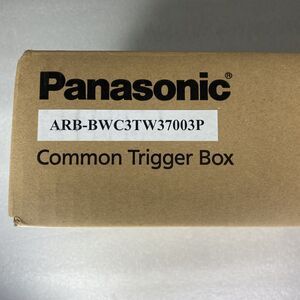 Panasonic®
ARB-BWC3TW37003P
Common Trigger Box